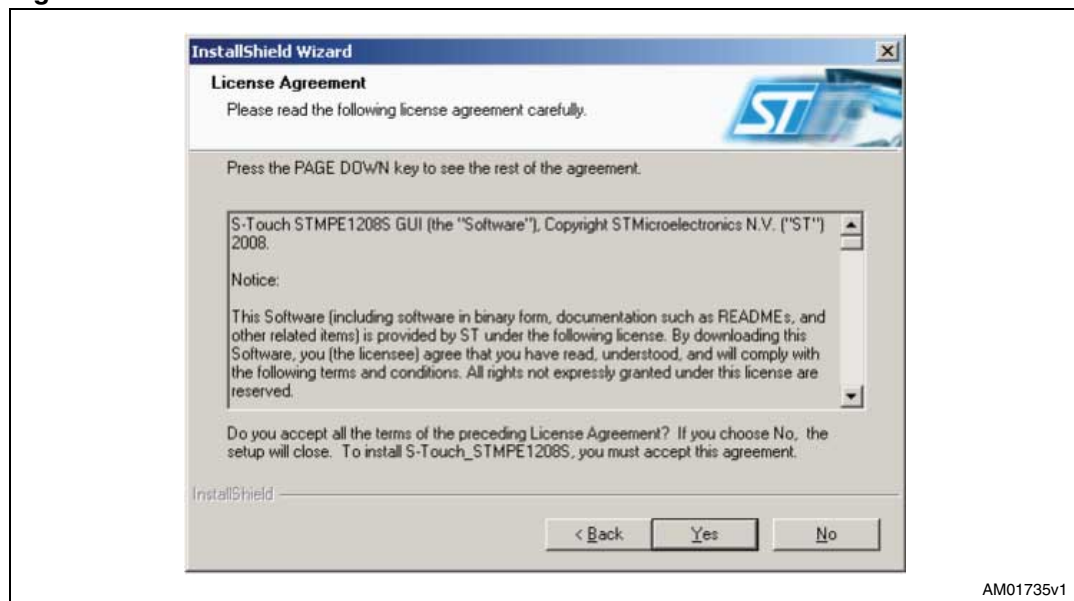 InstallShield Wizard
License Agreement
Please read the following license agreement carefully.
ST
Press the PAGE DOWN key to see the rest of the agreement.
S-Touch STMPE1208S GUI (the "Software"), Copyright STMicroelectronics N.V. ("ST")
2008.
Notice:
This Software (including software in binary form, documentation such as READMEs, and
other related items) is provided by ST under the following license. By downloading this
Software, you (the licensee) agree that you have read, understood, and will comply with
the following terms and conditions. All rights not expressly granted under this license are
reserved.
Do you accept all the terms of the preceding License Agreement? If you choose No, the
setup will close. To install S-Touch_STMPE1208S, you must accept this agreement.
InstallShield
< Back
Yes
No
AM01735v1